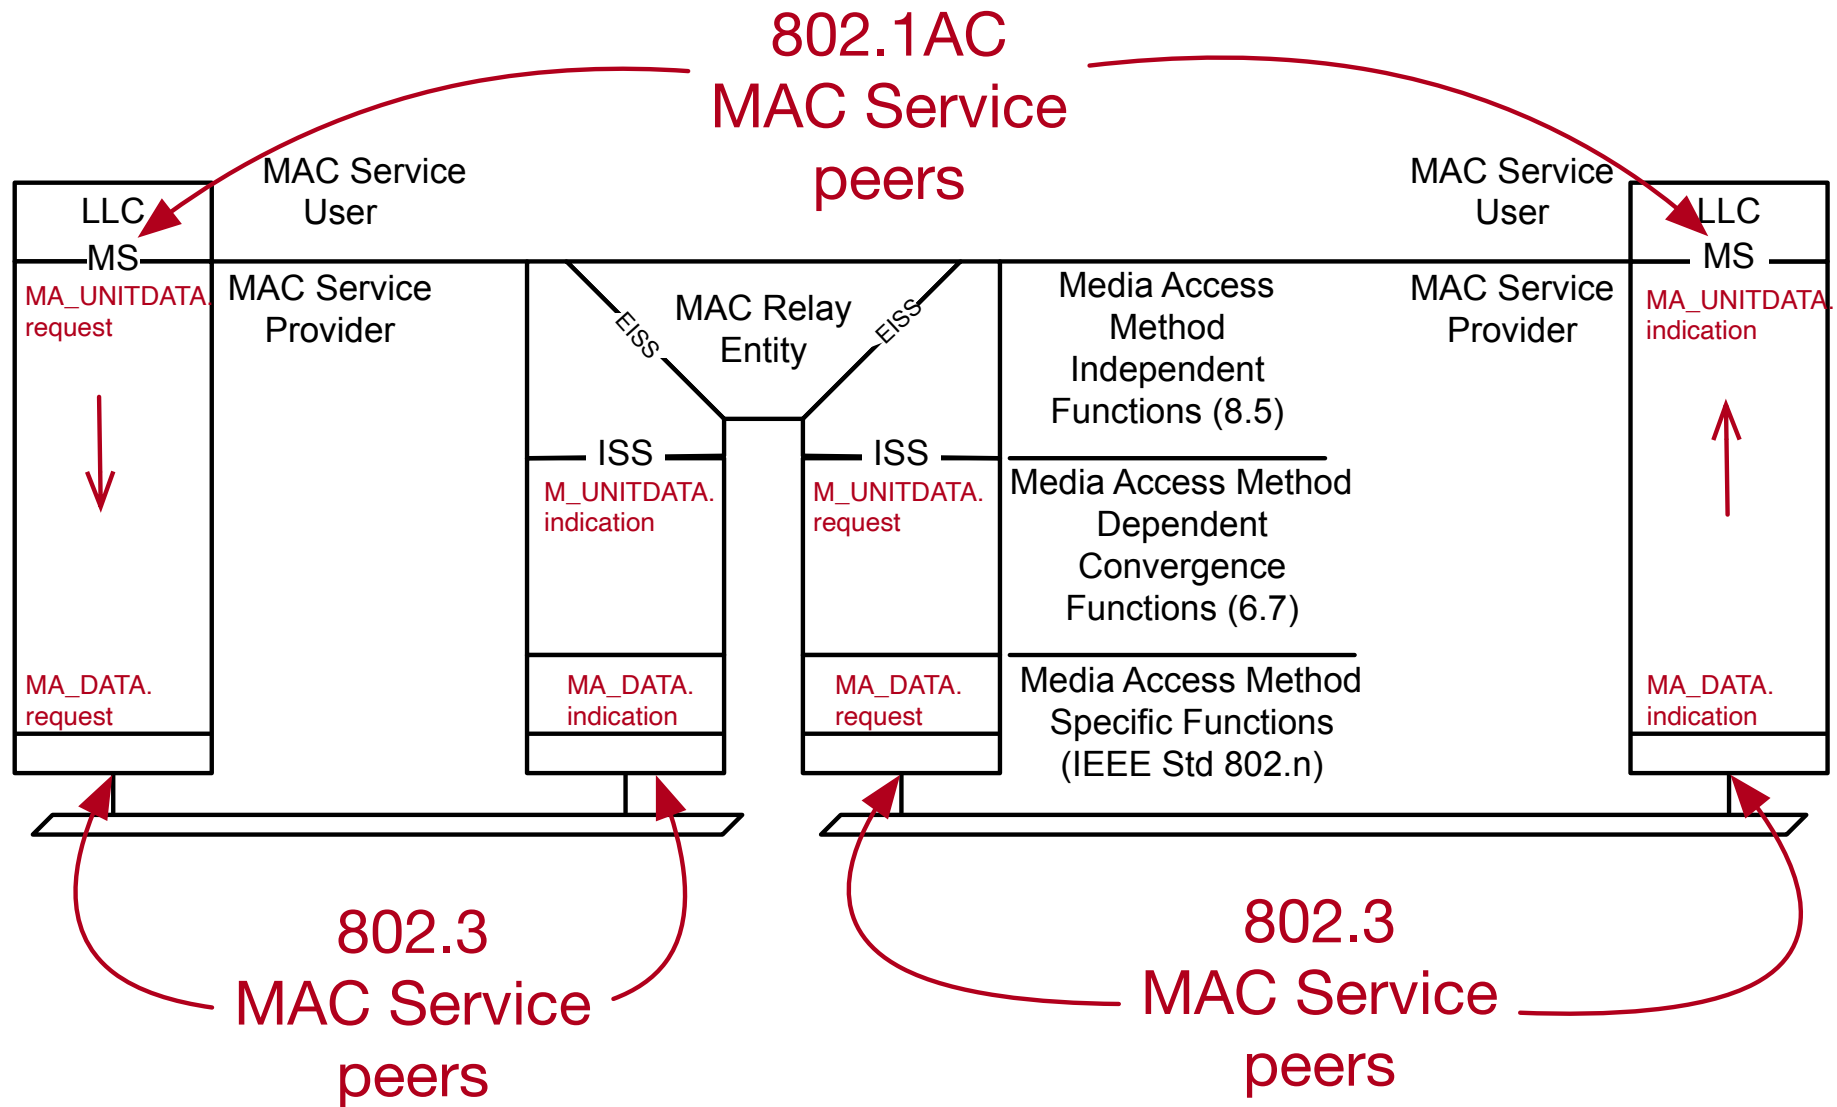 802.1AC
MAC Service
peers
MAC Service
User
MAC Service
User
LLC
MS
LLC
MS
MA_UNITDATA.
request
MAC Service
Provider
EISS
MAC Relay
Entity
EISS
Media Access
Method
Independent
Functions (8.5)
MAC Service
Provider
MA_UNITDATA.
indication
ISS
M_UNITDATA.
indication
ISS
M_UNITDATA.
request
Media Access Method
Dependent
Convergence
Functions (6.7)
MA_DATA.
request
MA_DATA.
indication
MA_DATA.
request
Media Access Method
Specific Functions
(IEEE Std 802.n)
MA_DATA.
indication
802.3
MAC Service
peers
802.3
MAC Service
peers